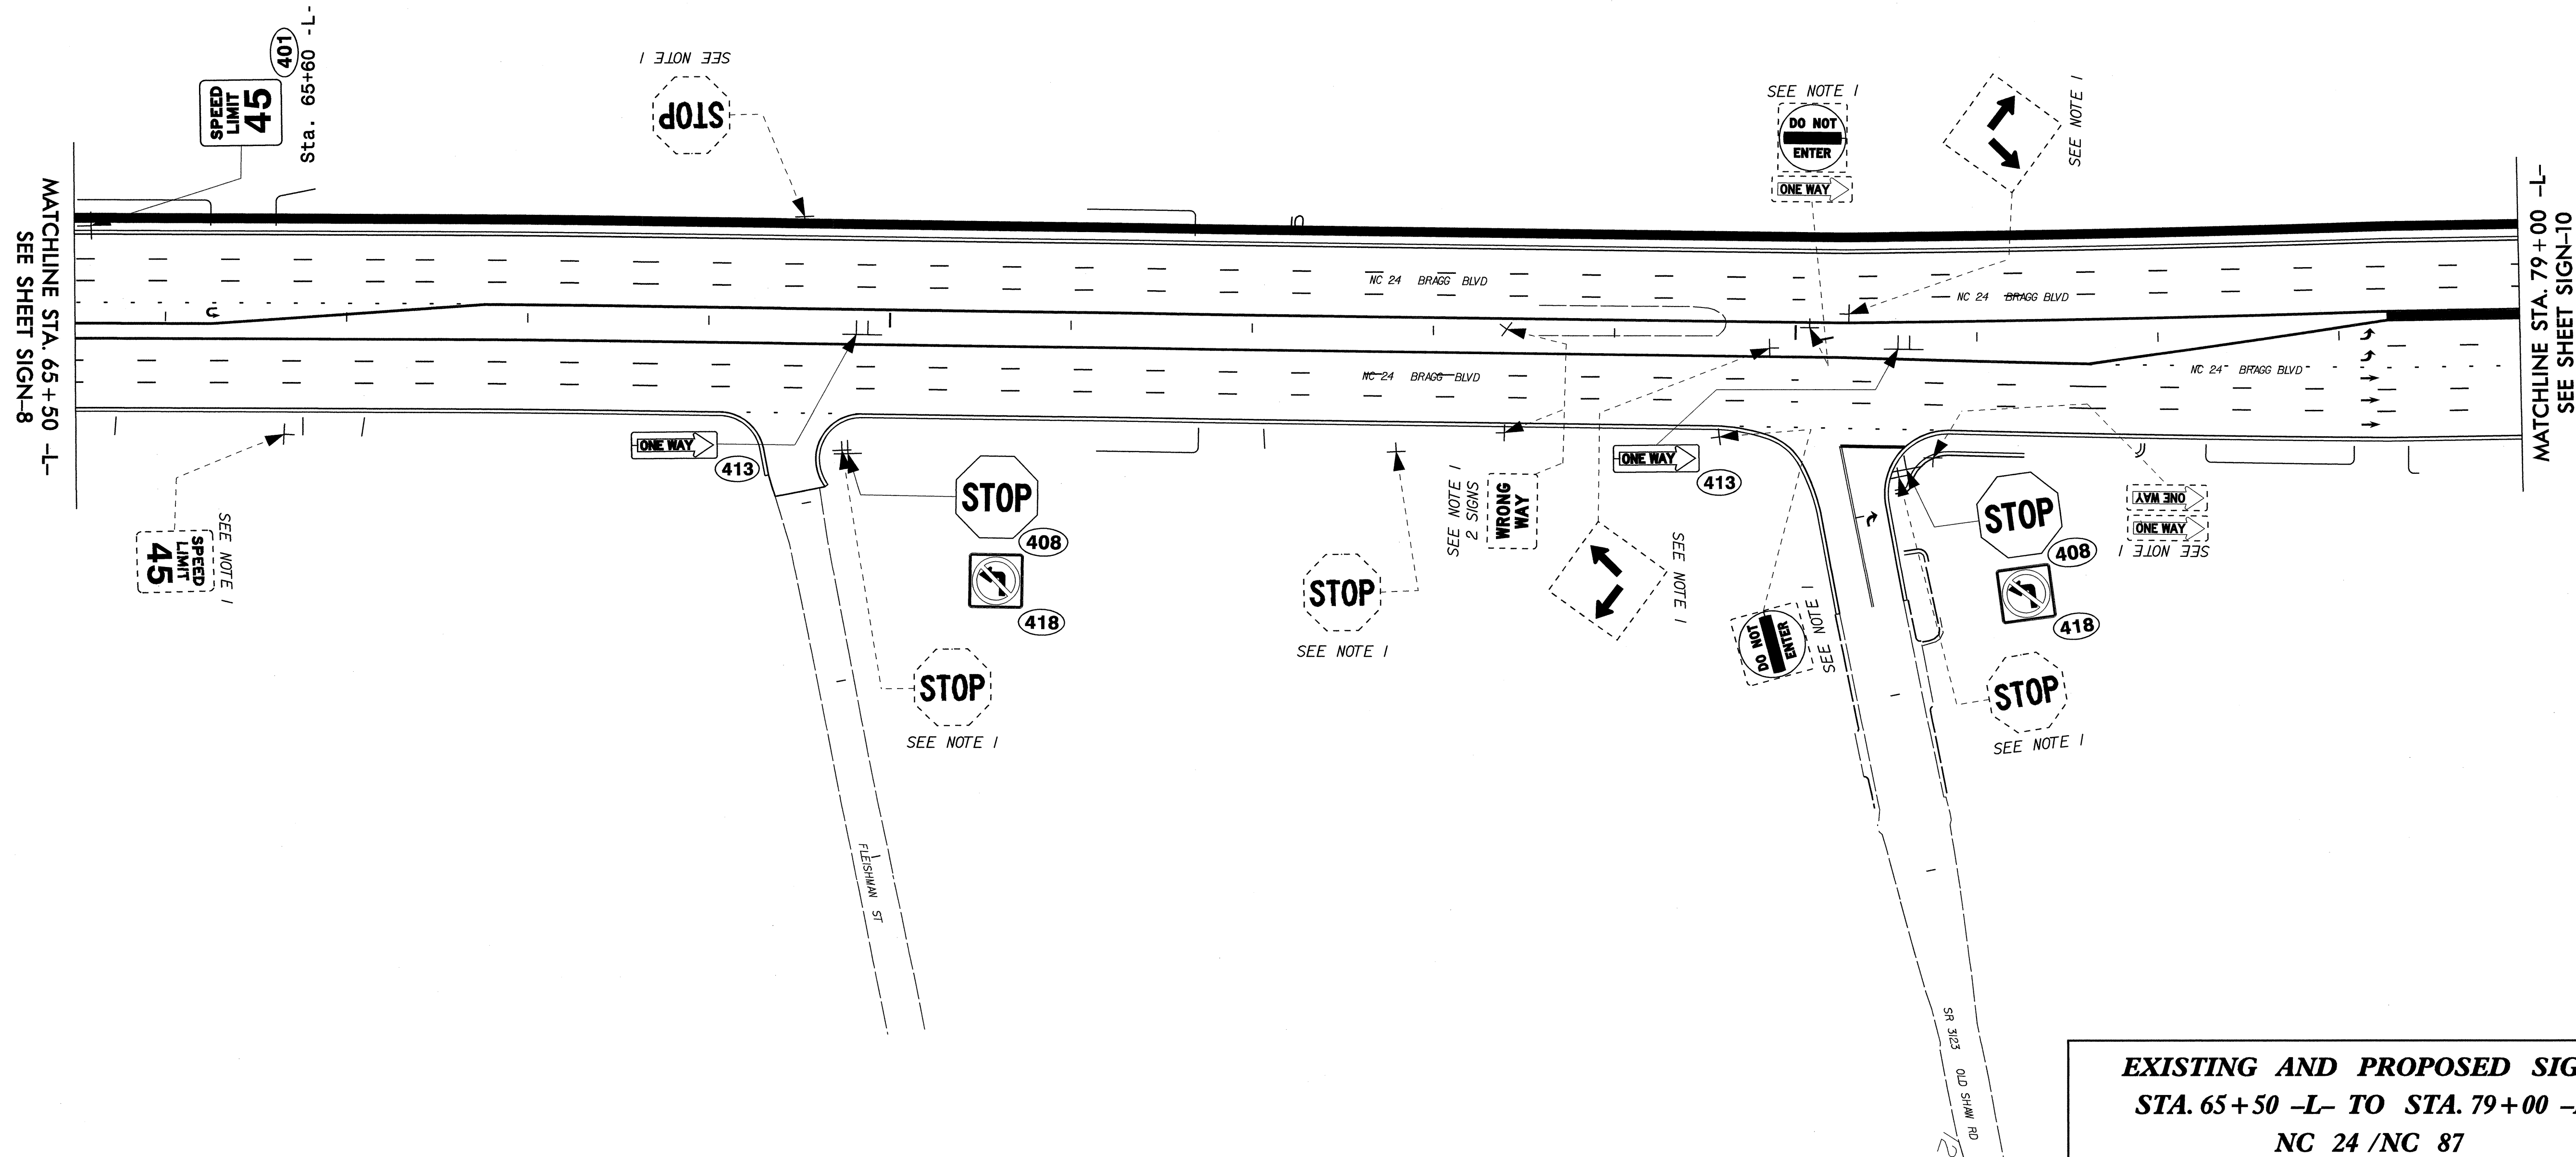 401
Sta. 65+60 -L-
SPEED
LIMIT
45
SEE NOTE 1
STOP
SEE NOTE 1
DO NOT
ENTER
ONE WAY
SEE NOTE 1
MATCHLINE STA. 65+50 -L-
SEE SHEET SIGN-8
MATCHLINE STA. 79+00 -L-
SEE SHEET SIGN-10
NC 24 BRAGG BLVD
NC 24 BRAGG BLVD
NC 24 BRAGG BLVD
NC 24 BRAGG BLVD
ONE WAY
413
STOP
408
418
SPEED
LIMIT
45
SEE NOTE 1
STOP
SEE NOTE 1
STOP
SEE NOTE 1
SEE NOTE 1
2 SIGNS
WRONG
WAY
SEE NOTE 1
ONE WAY
413
DO NOT
ENTER
SEE NOTE 1
STOP
408
418
ONE WAY
ONE WAY
SEE NOTE 1
STOP
SEE NOTE 1
FLEISHMAN ST
SR 3123 OLD SHAW RD
EXISTING AND PROPOSED SIG
STA. 65+50 -L- TO STA. 79+00 -
NC 24 /NC 87